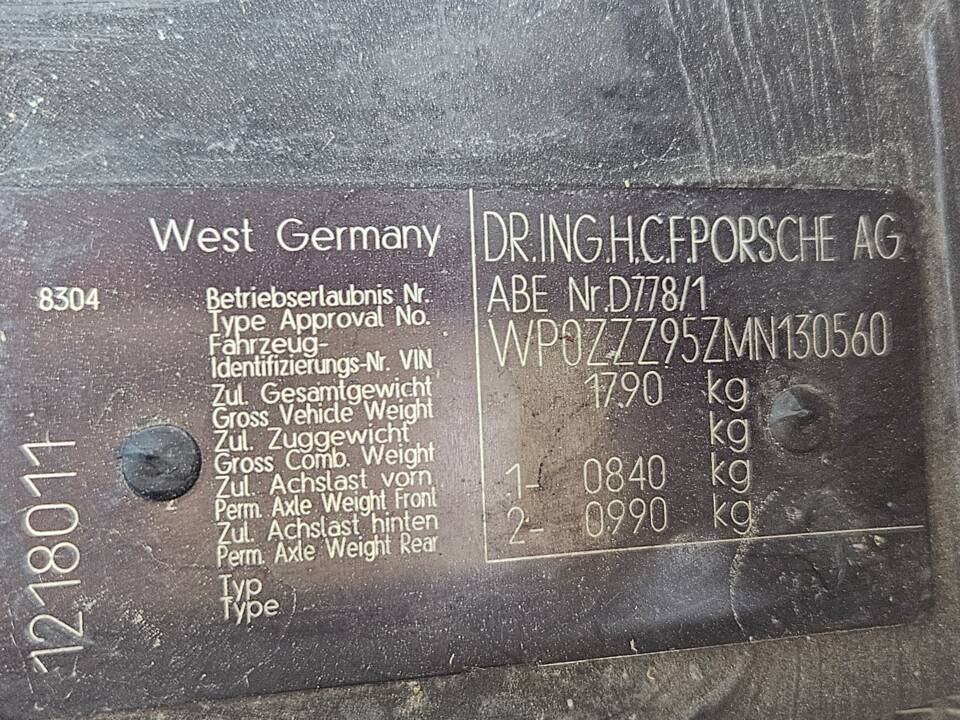 West Germany
DR.ING.H.C.F.PORSCHE AG
8304
Betriebserlaubnis Nr.
Type Approval No.
ABE Nr.D778/1
Fahrzeug-
Identifizierungs-Nr. VIN
WP0ZZZ95ZMN130560
Zul. Gesamtgewicht
Gross Vehicle Weight
1790 kg
Zul. Zuggewicht
Gross Comb. Weight
kg
Zul. Achslast vorn
Perm. Axle Weight Front
1- 0840 kg
Zul. Achslast hinten
Perm. Axle Weight Rear
2- 0990 kg
Typ
Type
1218011